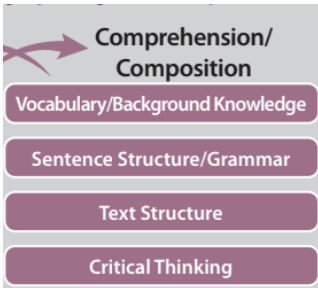 Comprehension/
Composition
Vocabulary/Background Knowledge
Sentence Structure/Grammar
Text Structure
Critical Thinking